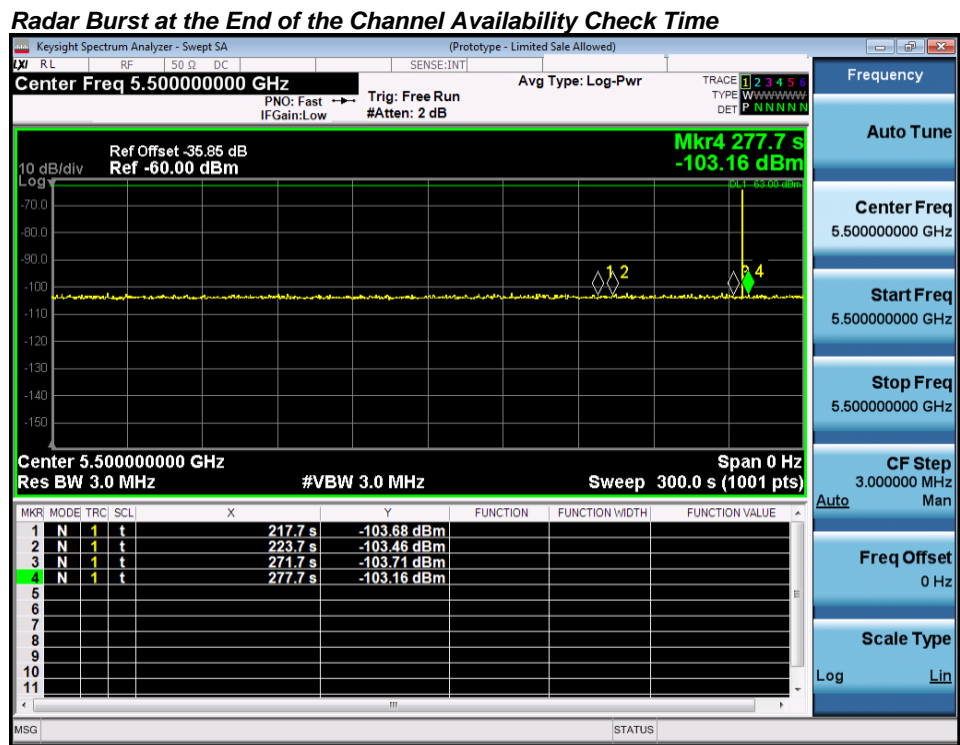 Radar Burst at the End of the Channel Availability Check Time
Keysight Spectrum Analyzer - Swept SA (Prototype - Limited Sale Allowed)
LXI RL RF 50 Ω DC SENSE:INT
Center Freq 5.500000000 GHz
PNO: Fast
IFGain:Low
Trig: Free Run
#Atten: 2 dB
Avg Type: Log-Pwr
TRACE 1 2 3 4 5 6
TYPE WWWWWW
DET P N N N N N
Mkr4 277.7 s
-103.16 dBm
Ref Offset -35.85 dB
10 dB/div Ref -60.00 dBm
Log
DL1 -63.00 dBm
-70.0
-80.0
-90.0
-100
-110
-120
-130
-140
-150
1 2 3 4
Center 5.500000000 GHz Span 0 Hz
Res BW 3.0 MHz #VBW 3.0 MHz Sweep 300.0 s (1001 pts)
MKR MODE TRC SCL X Y FUNCTION FUNCTION WIDTH FUNCTION VALUE
1 N 1 t 217.7 s -103.68 dBm
2 N 1 t 223.7 s -103.46 dBm
3 N 1 t 271.7 s -103.71 dBm
4 N 1 t 277.7 s -103.16 dBm
5
6
7
8
9
10
11
MSG STATUS
Frequency
Auto Tune
Center Freq
5.500000000 GHz
Start Freq
5.500000000 GHz
Stop Freq
5.500000000 GHz
CF Step
3.000000 MHz
Auto Man
Freq Offset
0 Hz
Scale Type
Log Lin